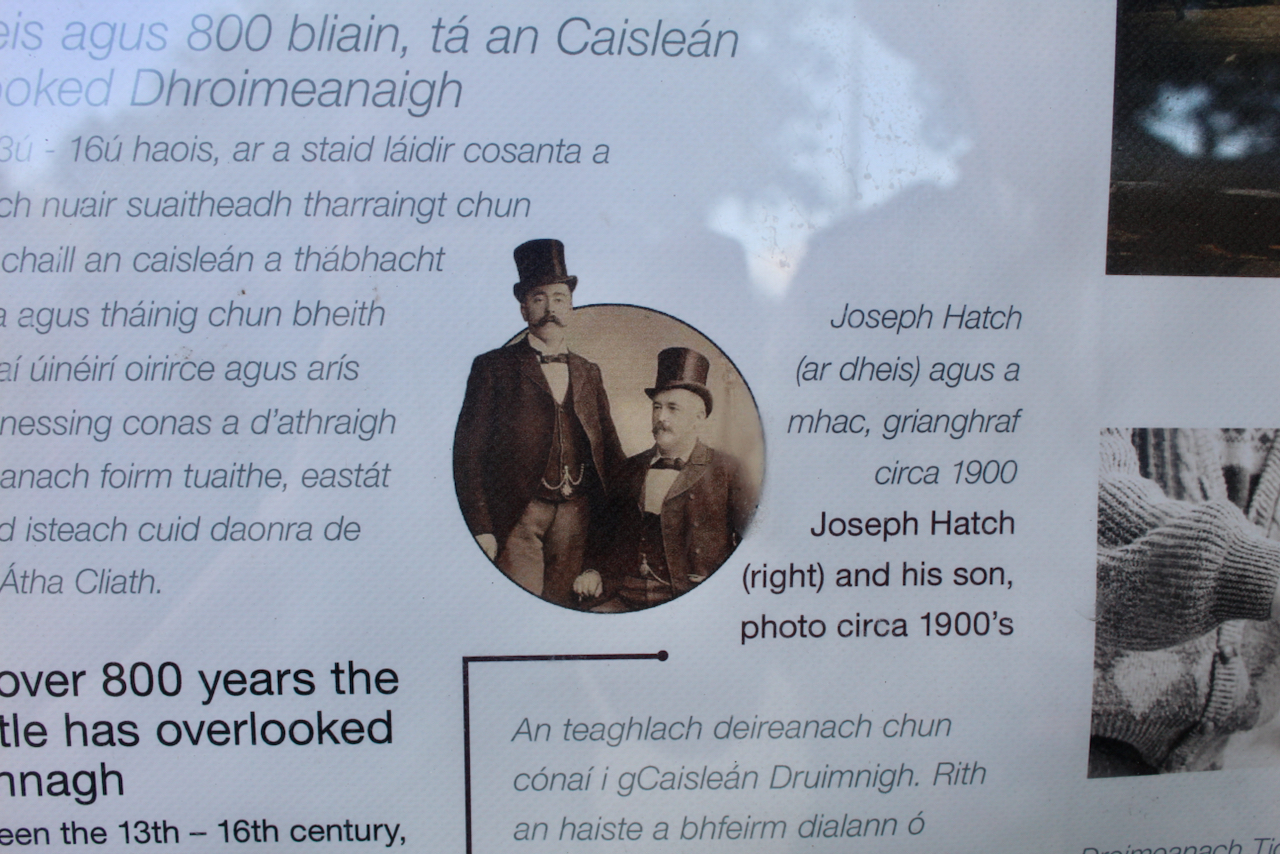 eis agus 800 bliain, tá an Caisleán
ooked Dhroimeanaigh
3ú - 16ú haois, ar a staid láidir cosanta a
ch nuair suaitheadh tharraingt chun
chaill an caisleán a thábhacht
a agus tháinig chun bheith
aí úinéirí oirirce agus arís
nessing conas a d'athraigh
anach foirm tuaithe, eastát
d isteach cuid daonra de
Átha Cliath.
Joseph Hatch
(ar dheis) agus a
mhac, grianghraf
circa 1900
Joseph Hatch
(right) and his son,
photo circa 1900's
over 800 years the
tle has overlooked
nnagh
een the 13th – 16th century,
An teaghlach deireanach chun
cónaí i gCaisleán Druimnigh. Rith
an haiste a bhfeirm dialann ó